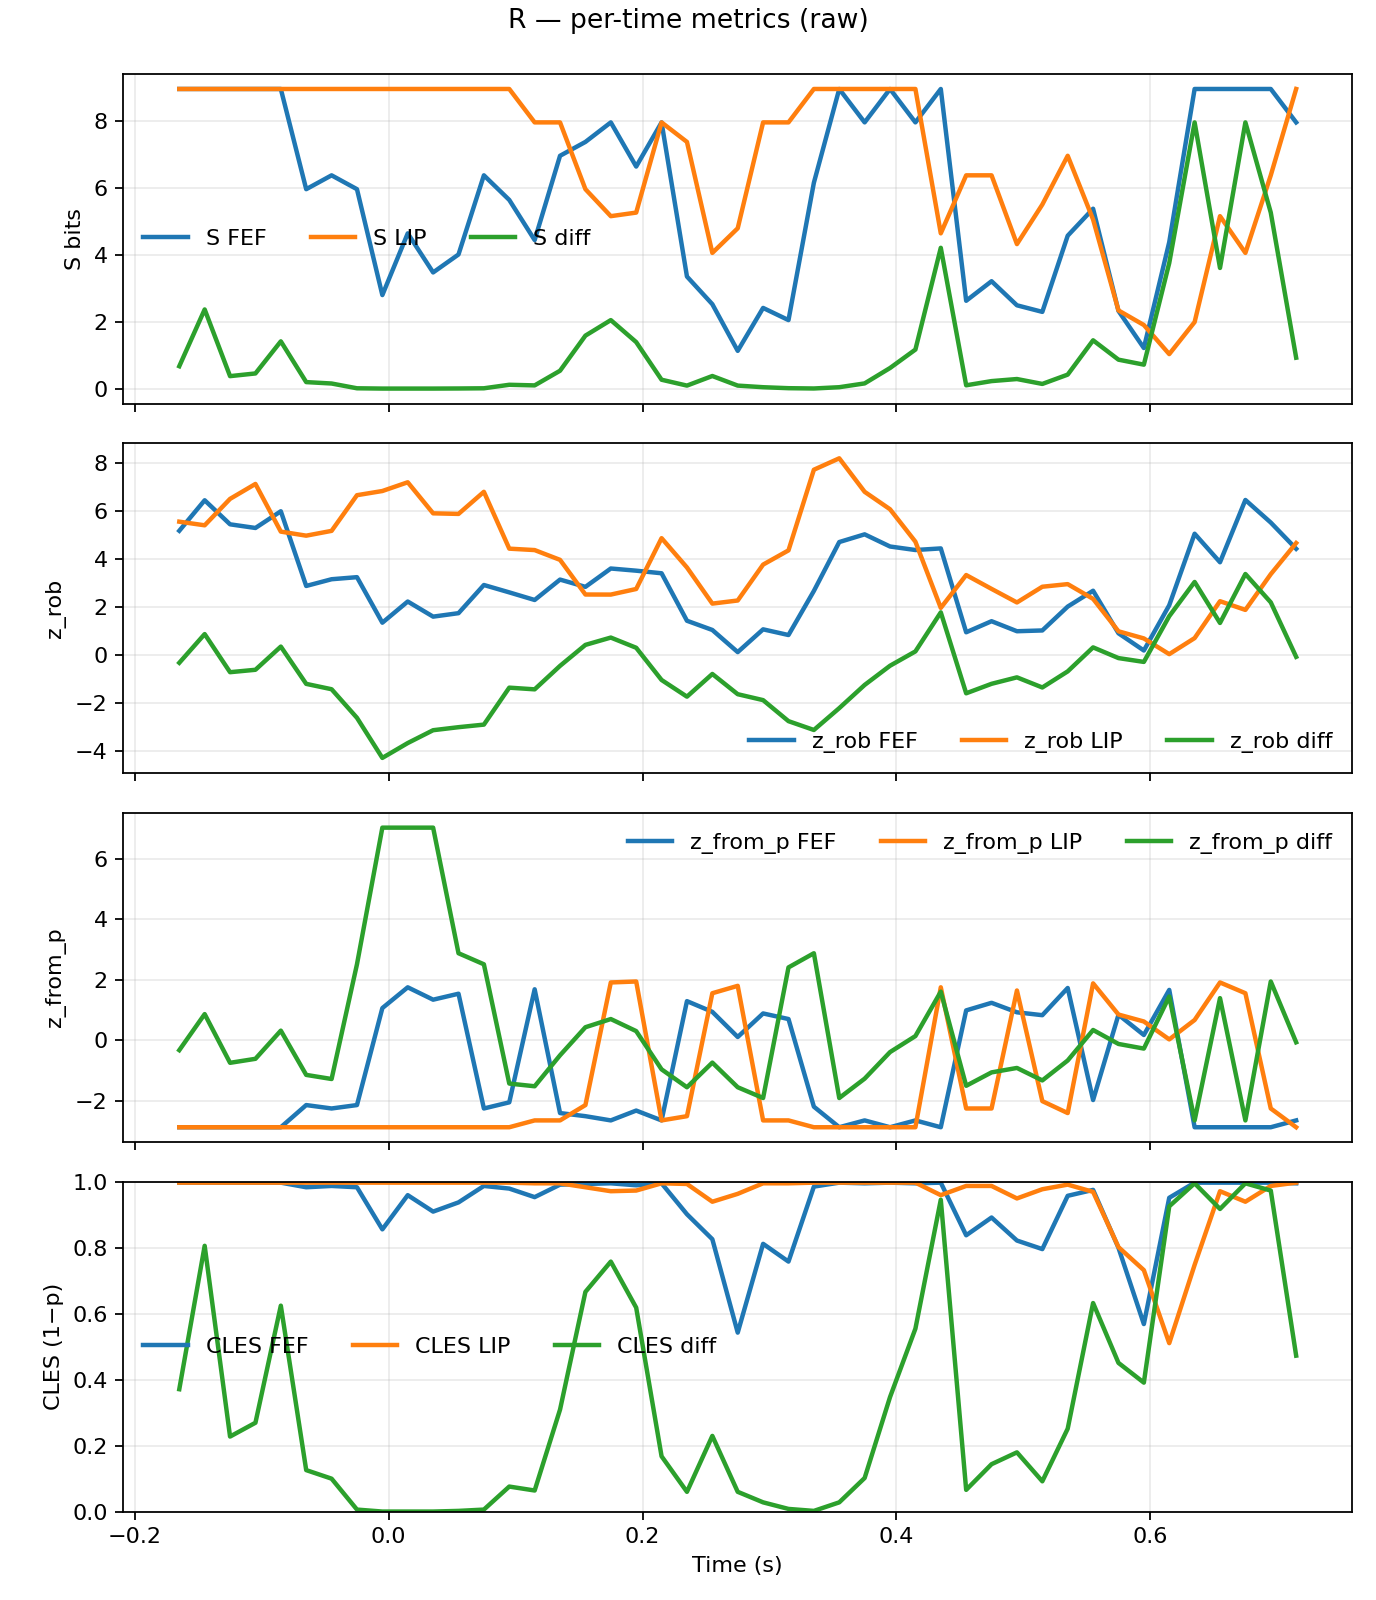 R — per-time metrics (raw)
8
6
4
2
0
S bits
S FEF S LIP S diff
8
6
4
2
0
−2
−4
z_rob
z_rob FEF z_rob LIP z_rob diff
6
4
2
0
−2
z_from_p
z_from_p FEF z_from_p LIP z_from_p diff
1.0
0.8
0.6
0.4
0.2
0.0
CLES (1−p)
CLES FEF CLES LIP CLES diff
−0.2 0.0 0.2 0.4 0.6
Time (s)